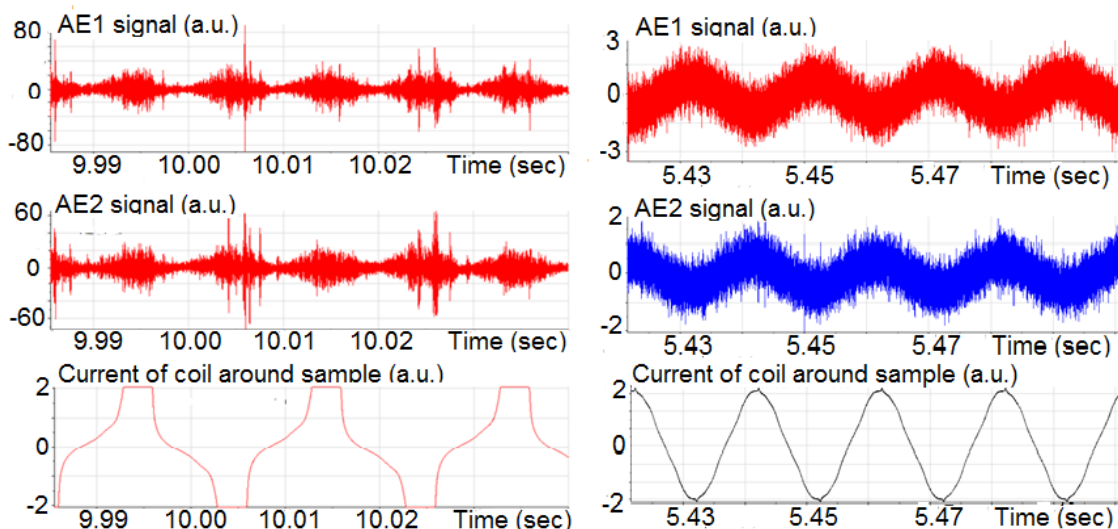 AE1 signal (a.u.)
80
0
-80
9.99 10.00 10.01 10.02 Time (sec)
AE2 signal (a.u.)
60
0
-60
9.99 10.00 10.01 10.02 Time (sec)
Current of coil around sample (a.u.)
2
0
-2
9.99 10.00 10.01 10.02 Time (sec)
AE1 signal (a.u.)
3
0
-3
5.43 5.45 5.47 Time (sec)
AE2 signal (a.u.)
2
0
-2
5.43 5.45 5.47 Time (sec)
Current of coil around sample (a.u.)
2
0
-2
5.43 5.45 5.47 Time (sec)